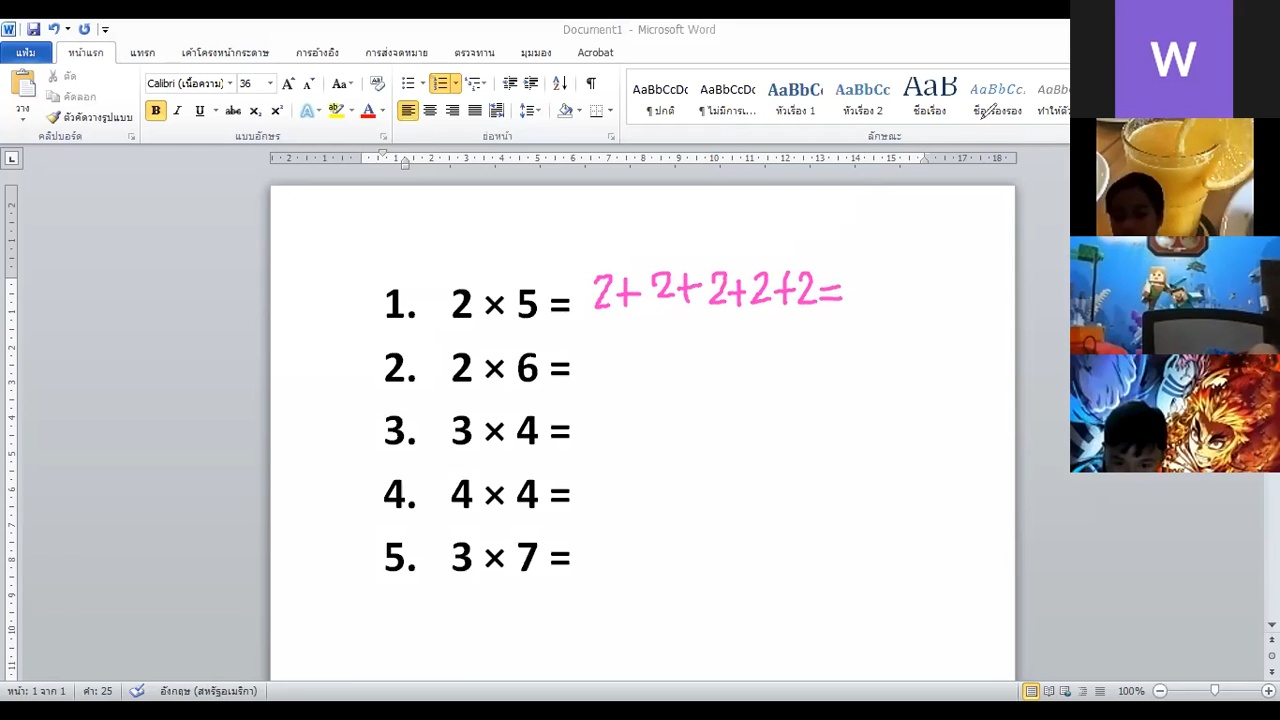 Document1 - Microsoft Word
แฟ้ม หน้าแรก แทรก เค้าโครงหน้ากระดาษ การอ้างอิง การส่งจดหมาย ตรวจทาน มุมมอง Acrobat
วาง
ตัด
คัดลอก
ตัวคัดวางรูปแบบ
คลิปบอร์ด
Calibri (เนื้อความ) 36
แบบอักษร
ย่อหน้า
AaBbCcDc AaBbCcDc AaBbC AaBbCc AaB AaBbCc.
¶ ปกติ ¶ ไม่มีการ... หัวเรื่อง 1 หัวเรื่อง 2 ชื่อเรื่อง ชื่อเรื่องรอง ทำให้
ลักษณะ
W
1. 2 × 5 = 2+2+2+2+2=
2. 2 × 6 =
3. 3 × 4 =
4. 4 × 4 =
5. 3 × 7 =
หน้า: 1 จาก 1 คำ: 25 อังกฤษ (สหรัฐอเมริกา) 100%